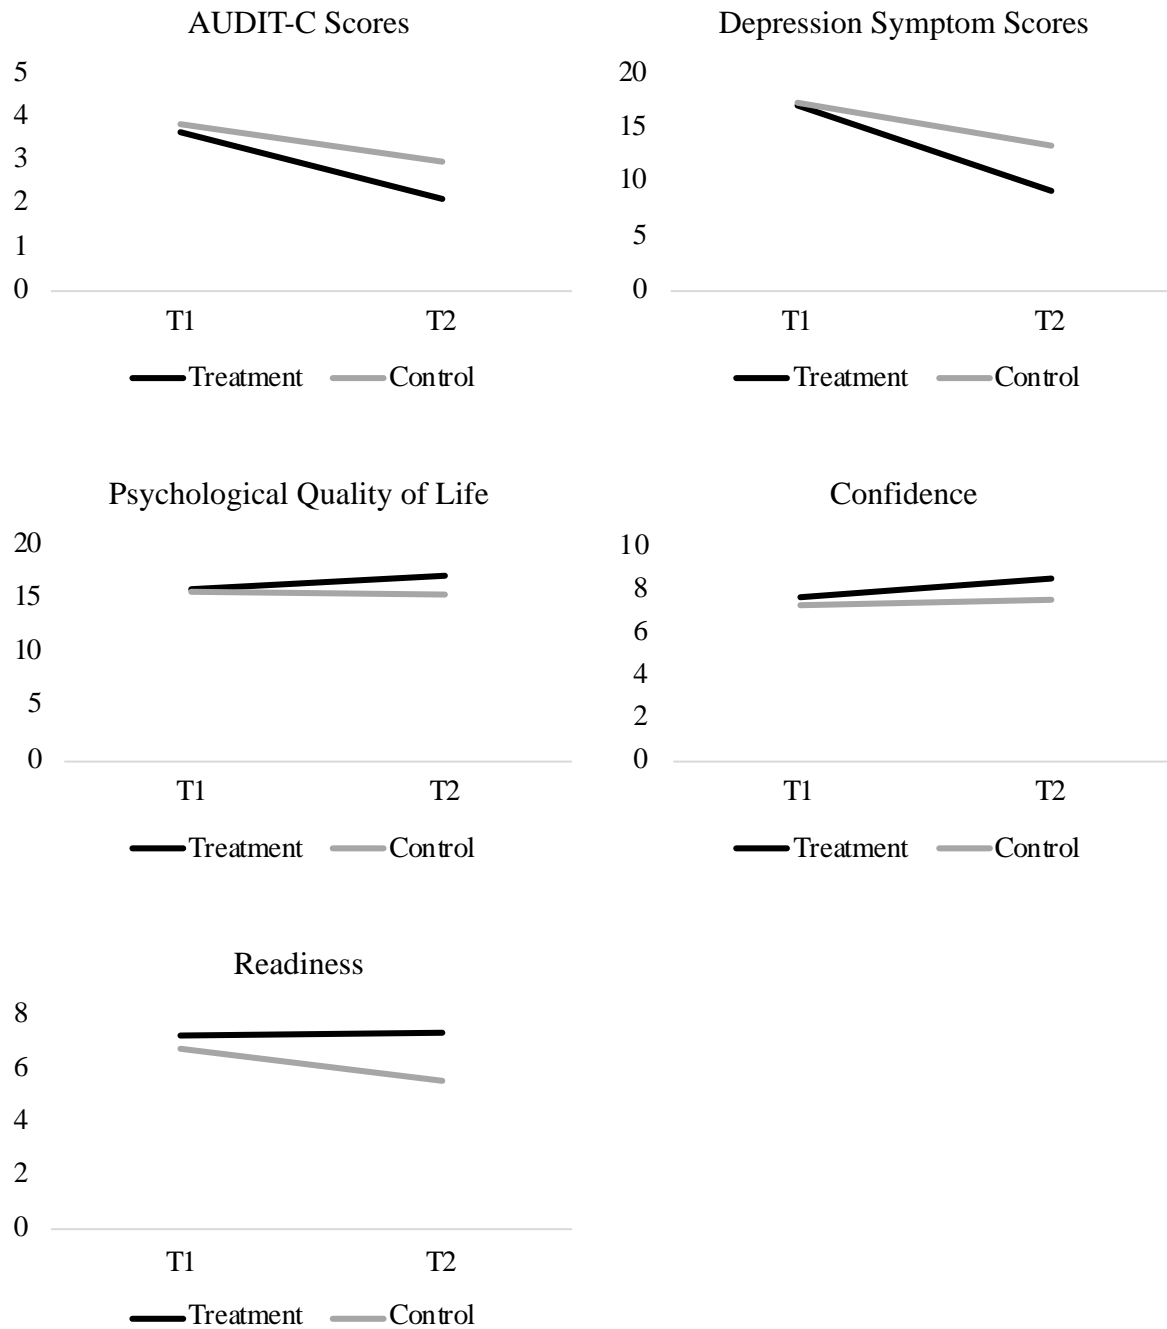 AUDIT-C Scores
5
4
3
2
1
0
T1 T2
Treatment Control
Depression Symptom Scores
20
15
10
5
0
T1 T2
Treatment Control
Psychological Quality of Life
20
15
10
5
0
T1 T2
Treatment Control
Confidence
10
8
6
4
2
0
T1 T2
Treatment Control
Readiness
8
6
4
2
0
T1 T2
Treatment Control